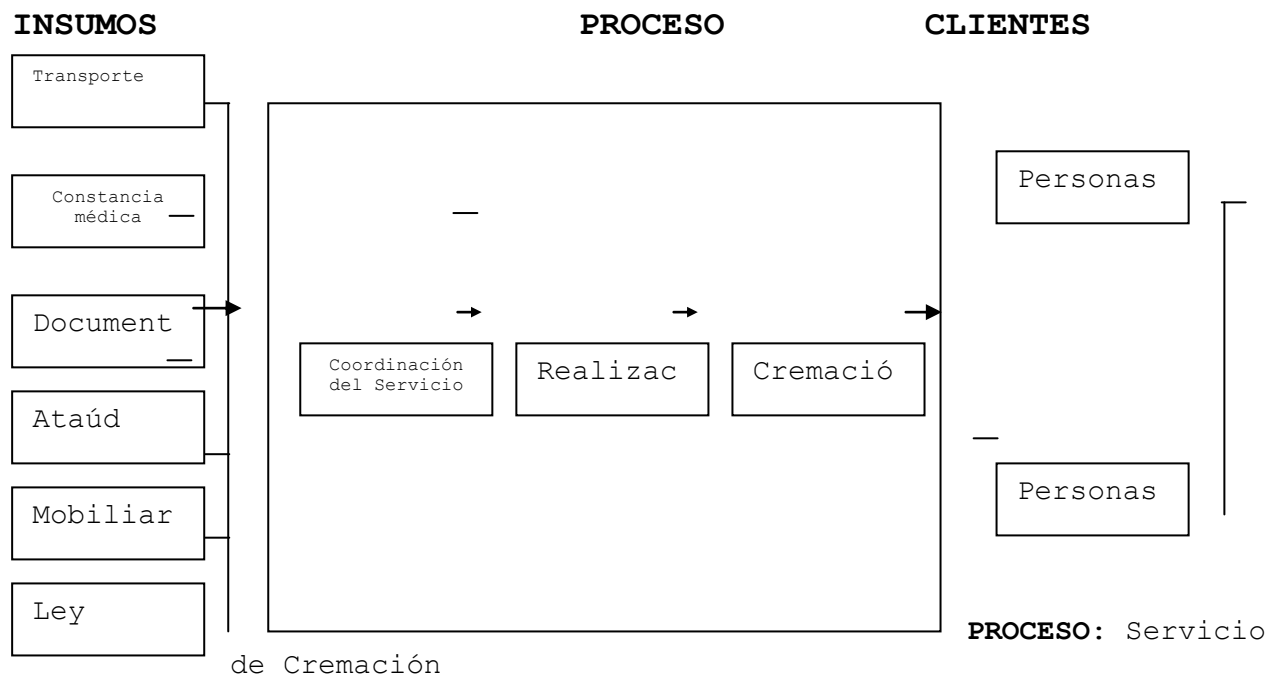 INSUMOS PROCESO CLIENTES
Transporte
Constancia
médica
Document
Ataúd
Mobiliar
Ley
Coordinación
del Servicio
Realizac
Cremació
Personas
Personas
PROCESO: Servicio
de Cremación